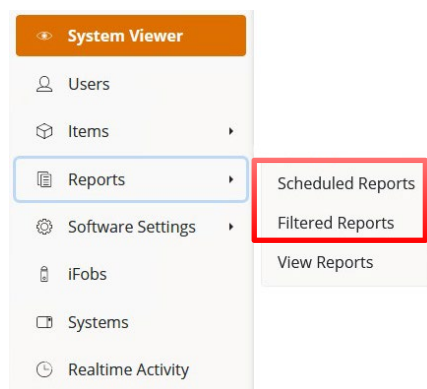 System Viewer
Users
Items
Reports
Scheduled Reports
Filtered Reports
View Reports
Software Settings
iFobs
Systems
Realtime Activity